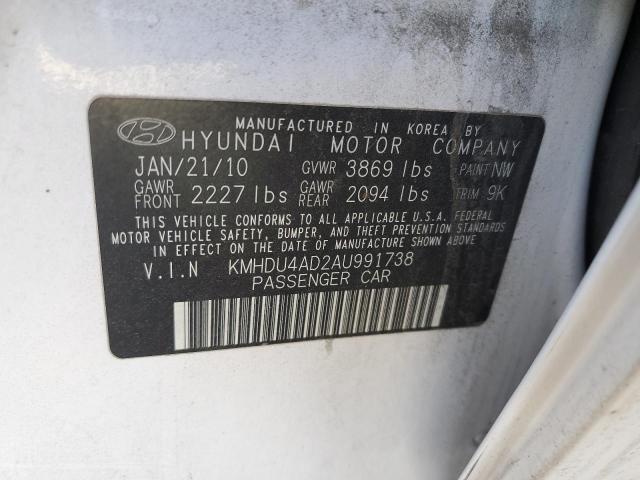 MANUFACTURED IN KOREA BY
HYUNDAI MOTOR COMPANY
JAN/21/10 GVWR 3869 lbs PAINT NW
GAWR FRONT 2227 lbs GAWR REAR 2094 lbs TRIM 9K
THIS VEHICLE CONFORMS TO ALL APPLICABLE U.S.A. FEDERAL
MOTOR VEHICLE SAFETY, BUMPER, AND THEFT PREVENTION STANDARDS
IN EFFECT ON THE DATE OF MANUFACTURE SHOWN ABOVE.
V.I.N KMHDU4AD2AU991738
PASSENGER CAR